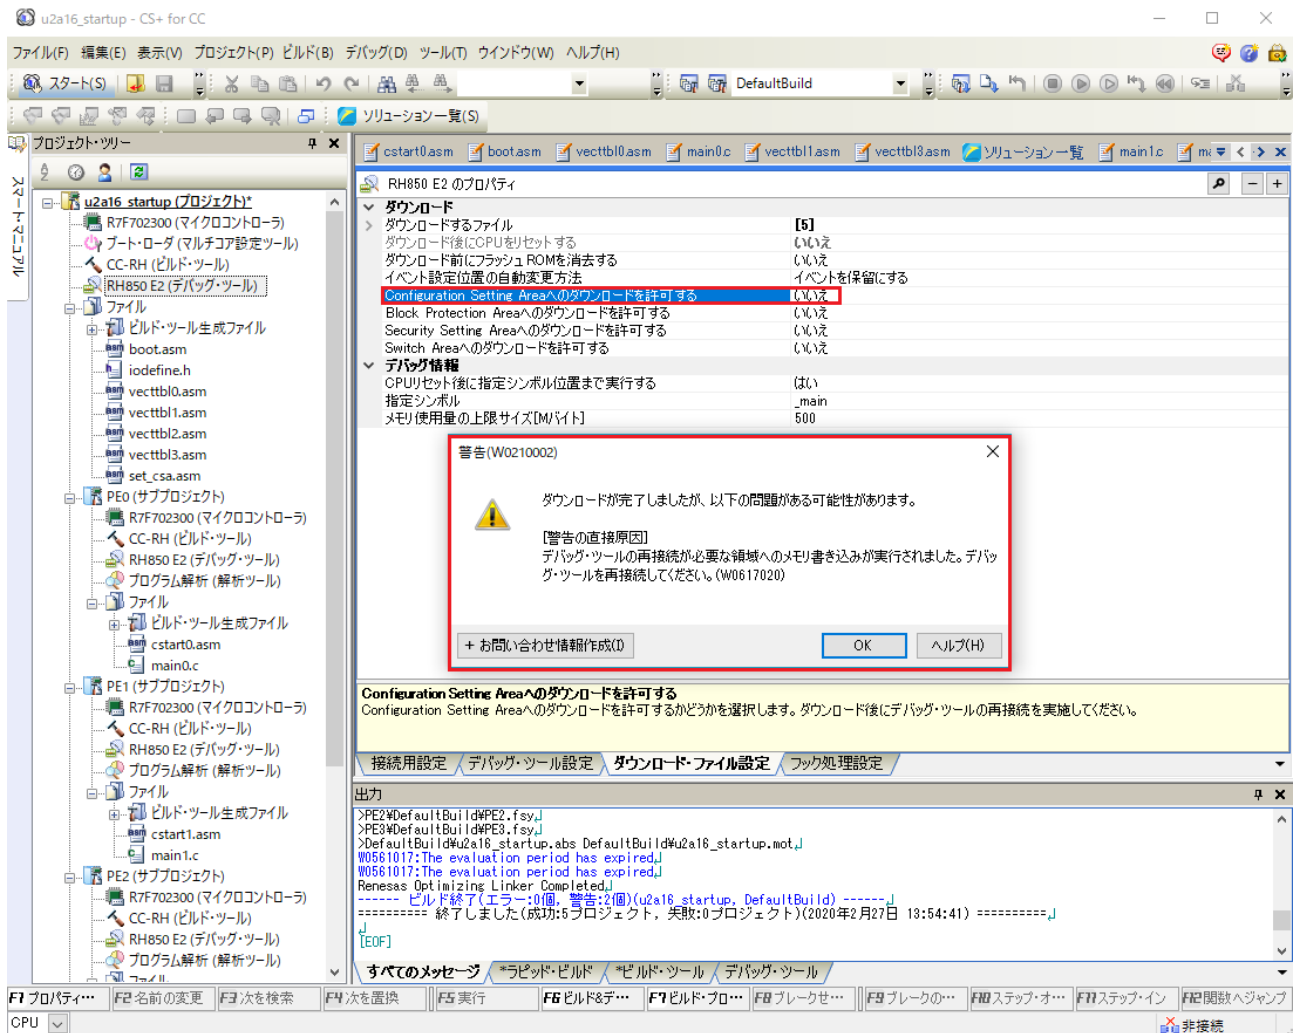 u2a16_startup - CS+ for CC
ファイル(F) 編集(E) 表示(V) プロジェクト(P) ビルド(B) デバッグ(D) ツール(T) ウインドウ(W) ヘルプ(H)
スタート(S)
DefaultBuild
ソリューション一覧(S)
スマート・マニュアル
プロジェクト・ツリー
u2a16_startup (プロジェクト)*
R7F702300 (マイクロコントローラ)
ブート・ローダ (マルチコア設定ツール)
CC-RH (ビルド・ツール)
RH850 E2 (デバッグ・ツール)
ファイル
ビルド・ツール生成ファイル
boot.asm
iodefine.h
vecttbl0.asm
vecttbl1.asm
vecttbl2.asm
vecttbl3.asm
set_csa.asm
PE0 (サブプロジェクト)
R7F702300 (マイクロコントローラ)
CC-RH (ビルド・ツール)
RH850 E2 (デバッグ・ツール)
プログラム解析 (解析ツール)
ファイル
ビルド・ツール生成ファイル
cstart0.asm
main0.c
PE1 (サブプロジェクト)
R7F702300 (マイクロコントローラ)
CC-RH (ビルド・ツール)
RH850 E2 (デバッグ・ツール)
プログラム解析 (解析ツール)
ファイル
ビルド・ツール生成ファイル
cstart1.asm
main1.c
PE2 (サブプロジェクト)
R7F702300 (マイクロコントローラ)
CC-RH (ビルド・ツール)
RH850 E2 (デバッグ・ツール)
プログラム解析 (解析ツール)
ファイル
cstart0.asm boot.asm vecttbl0.asm main0.c vecttbl1.asm vecttbl3.asm ソリューション一覧 main1.c
RH850 E2 のプロパティ
ダウンロード
ダウンロードするファイル [5]
ダウンロード後にCPUをリセットする いいえ
ダウンロード前にフラッシュROMを消去する いいえ
イベント設定位置の自動変更方法 イベントを保留にする
Configuration Setting Areaへのダウンロードを許可する いいえ
Block Protection Areaへのダウンロードを許可する いいえ
Security Setting Areaへのダウンロードを許可する いいえ
Switch Areaへのダウンロードを許可する いいえ
デバッグ情報
CPUリセット後に指定シンボル位置まで実行する はい
指定シンボル _main
メモリ使用量の上限サイズ[Mバイト] 500
警告(W0210002)
ダウンロードが完了しましたが、以下の問題がある可能性があります。
[警告の直接原因]
デバッグ・ツールの再接続が必要な領域へのメモリ書き込みが実行されました。デバッ
グ・ツールを再接続してください。(W0617020)
+ お問い合わせ情報作成(I) OK ヘルプ(H)
Configuration Setting Areaへのダウンロードを許可する
Configuration Setting Areaへのダウンロードを許可するかどうかを選択します。ダウンロード後にデバッグ・ツールの再接続を実施してください。
接続用設定 デバッグ・ツール設定 ダウンロード・ファイル設定 フック処理設定
出力
>PE2¥DefaultBuild¥PE2.fsy
>PE3¥DefaultBuild¥PE3.fsy
>DefaultBuild¥u2a16_startup.abs DefaultBuild¥u2a16_startup.mot
W0561017:The evaluation period has expired
W0561017:The evaluation period has expired
Renesas Optimizing Linker Completed
------ ビルド終了(エラー:0個, 警告:2個)(u2a16_startup, DefaultBuild) ------
========== 終了しました(成功:5プロジェクト, 失敗:0プロジェクト)(2020年2月27日 13:54:41) ==========
[EOF]
すべてのメッセージ *ラピッド・ビルド *ビルド・ツール デバッグ・ツール
F1 プロパティ… F2 名前の変更 F3 次を検索 F4 次を置換 F5 実行 F6 ビルド&デ… F7 ビルド・プロ… F8 ブレークせ… F9 ブレークの… F10 ステップ・オ… F11 ステップ・イン F12 関数へジャンプ
CPU 非接続